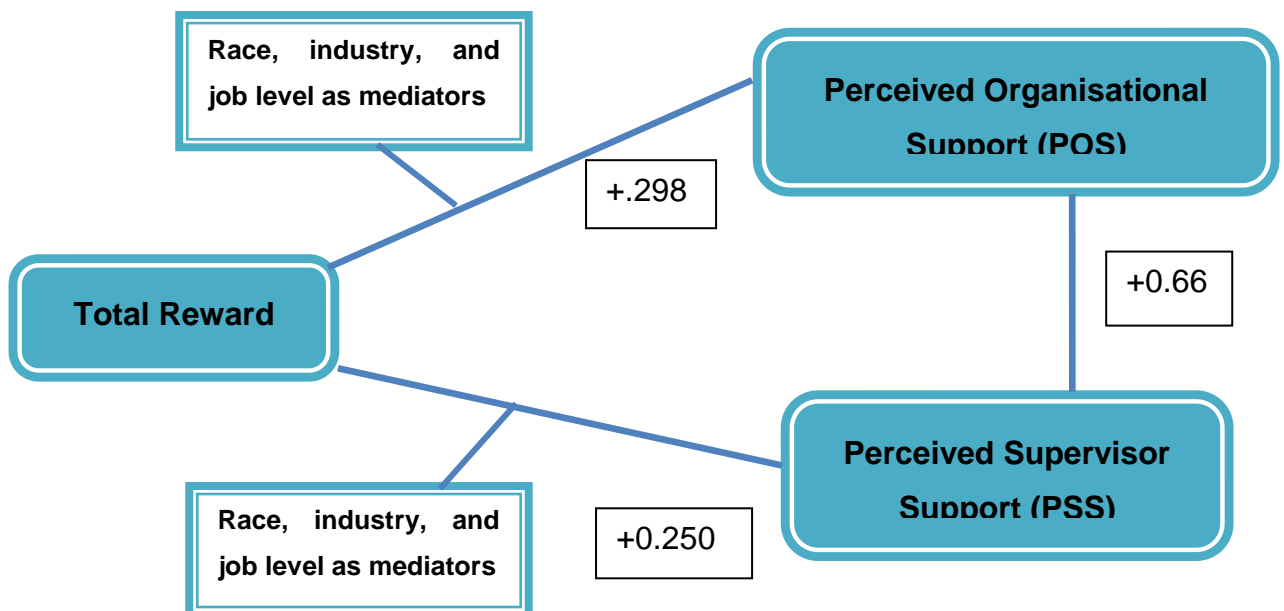 Race, industry, and
job level as mediators
Perceived Organisational
Support (POS)
+.298
Total Reward
+0.66
Perceived Supervisor
Support (PSS)
Race, industry, and
job level as mediators
+0.250